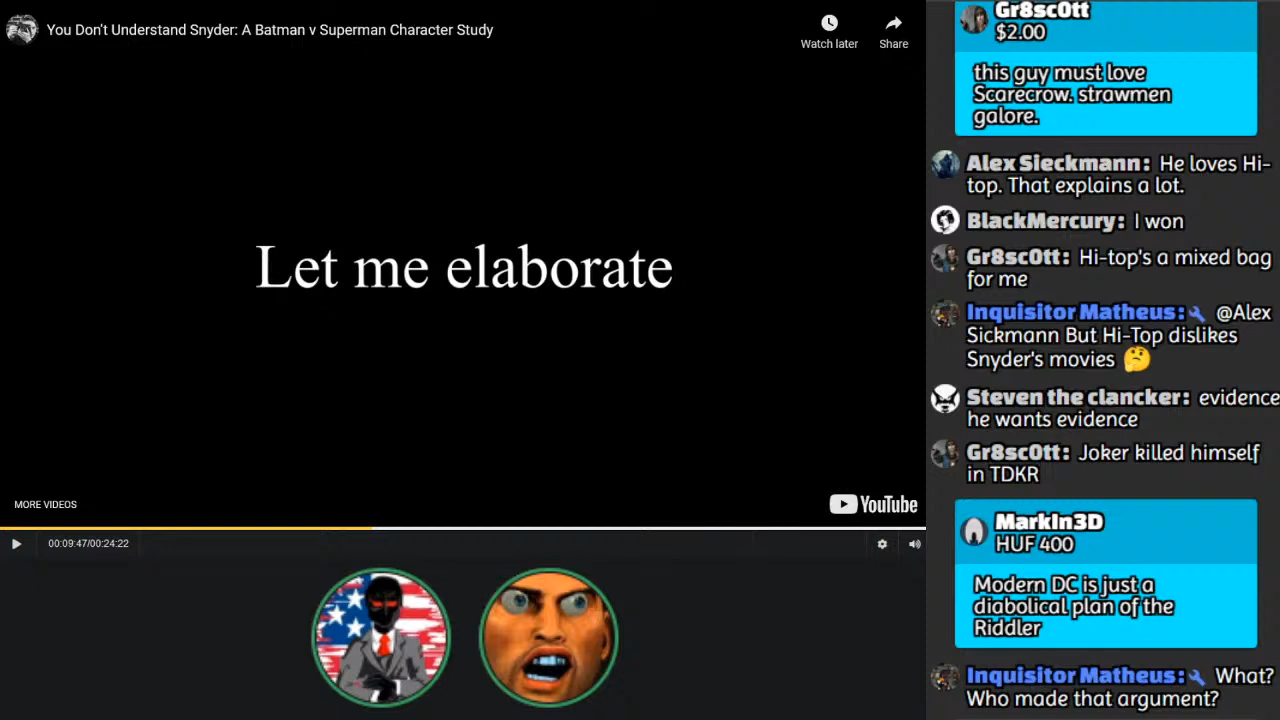 You Don't Understand Snyder: A Batman v Superman Character Study
Watch later
Share
Let me elaborate
MORE VIDEOS
YouTube
00:09:47/00:24:22
Gr8sc0tt
$2.00
this guy must love
Scarecrow. strawmen
galore.
Alex Sieckmann: He loves Hi-
top. That explains a lot.
BlackMercury: I won
Gr8sc0tt: Hi-top's a mixed bag
for me
Inquisitor Matheus: @Alex
Sickmann But Hi-Top dislikes
Snyder's movies 🤔
Steven the clancker: evidence
he wants evidence
Gr8sc0tt: Joker killed himself
in TDKR
MarkIn3D
HUF 400
Modern DC is just a
diabolical plan of the
Riddler
Inquisitor Matheus: What?
Who made that argument?